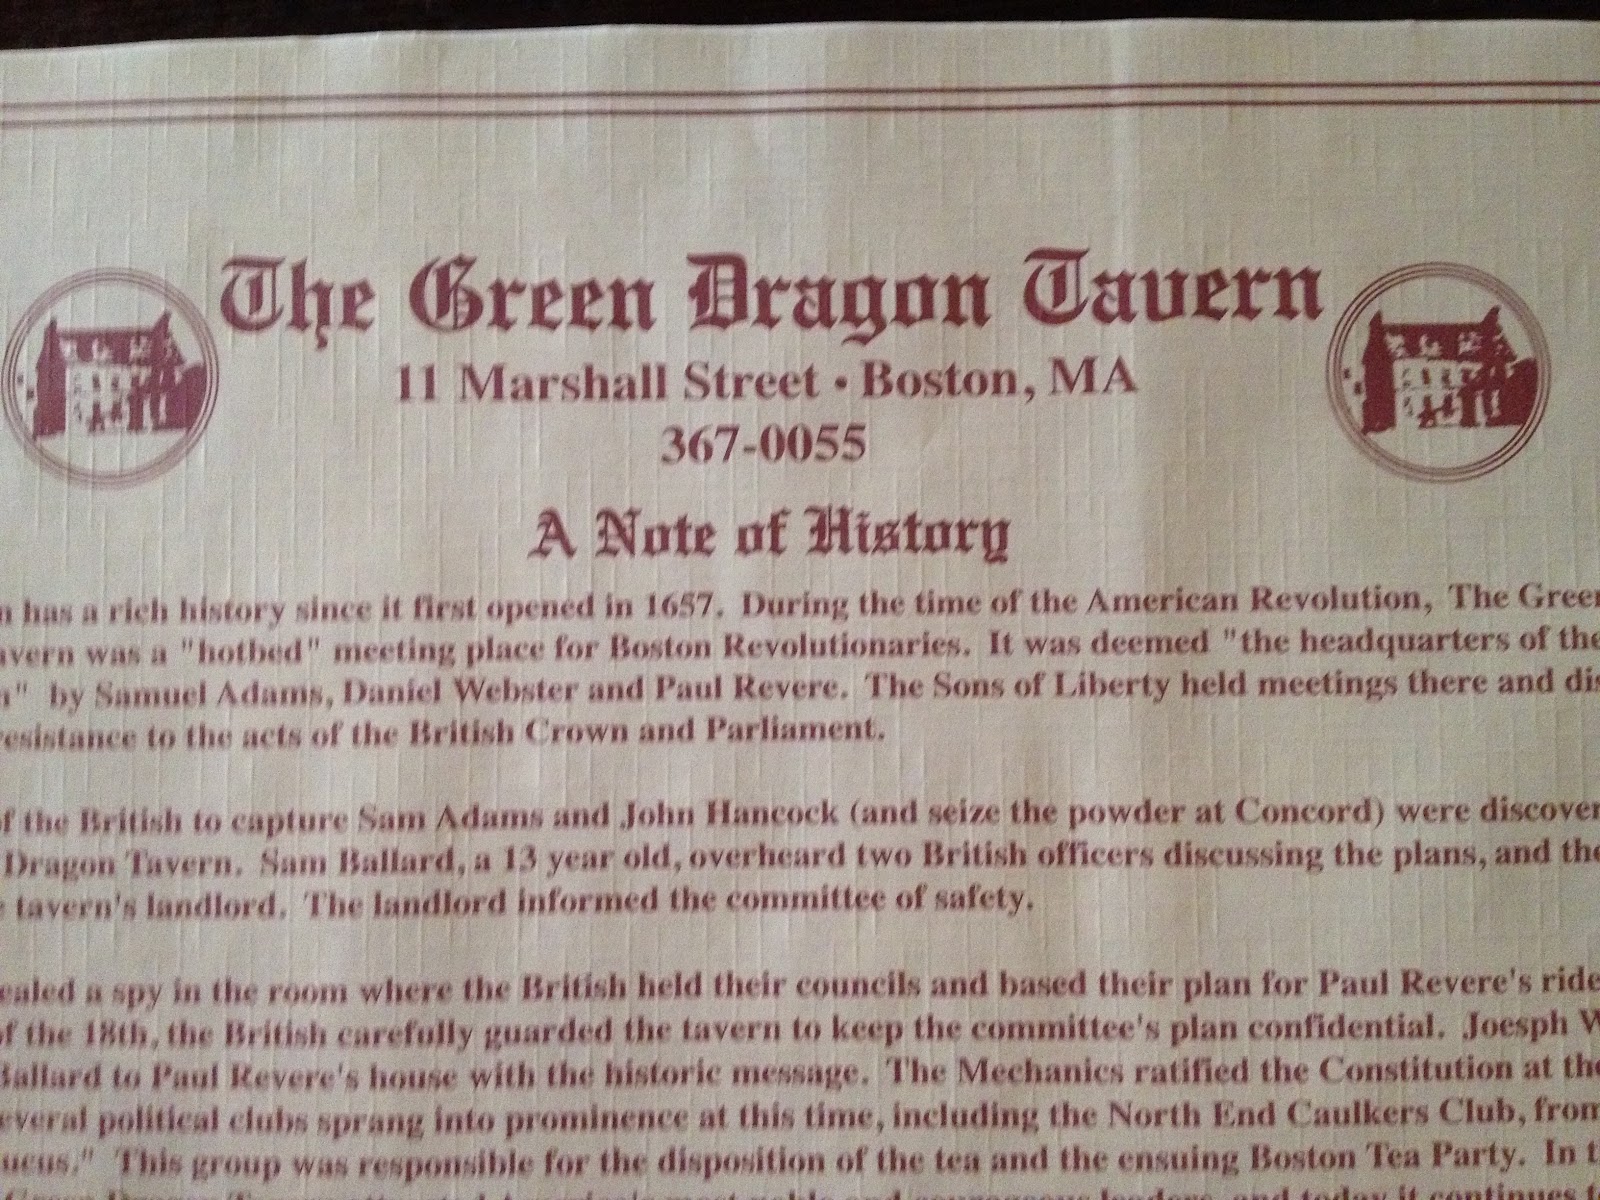 The Green Dragon Tavern
11 Marshall Street • Boston, MA
367-0055
A Note of History
n has a rich history since it first opened in 1657. During the time of the American Revolution, The Green
avern was a "hotbed" meeting place for Boston Revolutionaries. It was deemed "the headquarters of the
n" by Samuel Adams, Daniel Webster and Paul Revere. The Sons of Liberty held meetings there and dis
resistance to the acts of the British Crown and Parliament.
of the British to capture Sam Adams and John Hancock (and seize the powder at Concord) were discover
Dragon Tavern. Sam Ballard, a 13 year old, overheard two British officers discussing the plans, and the
e tavern's landlord. The landlord informed the committee of safety.
ealed a spy in the room where the British held their councils and based their plan for Paul Revere's ride
of the 18th, the British carefully guarded the tavern to keep the committee's plan confidential. Joesph W
Ballard to Paul Revere's house with the historic message. The Mechanics ratified the Constitution at the
everal political clubs sprang into prominence at this time, including the North End Caulkers Club, from
ucus." This group was responsible for the disposition of the tea and the ensuing Boston Tea Party. In t